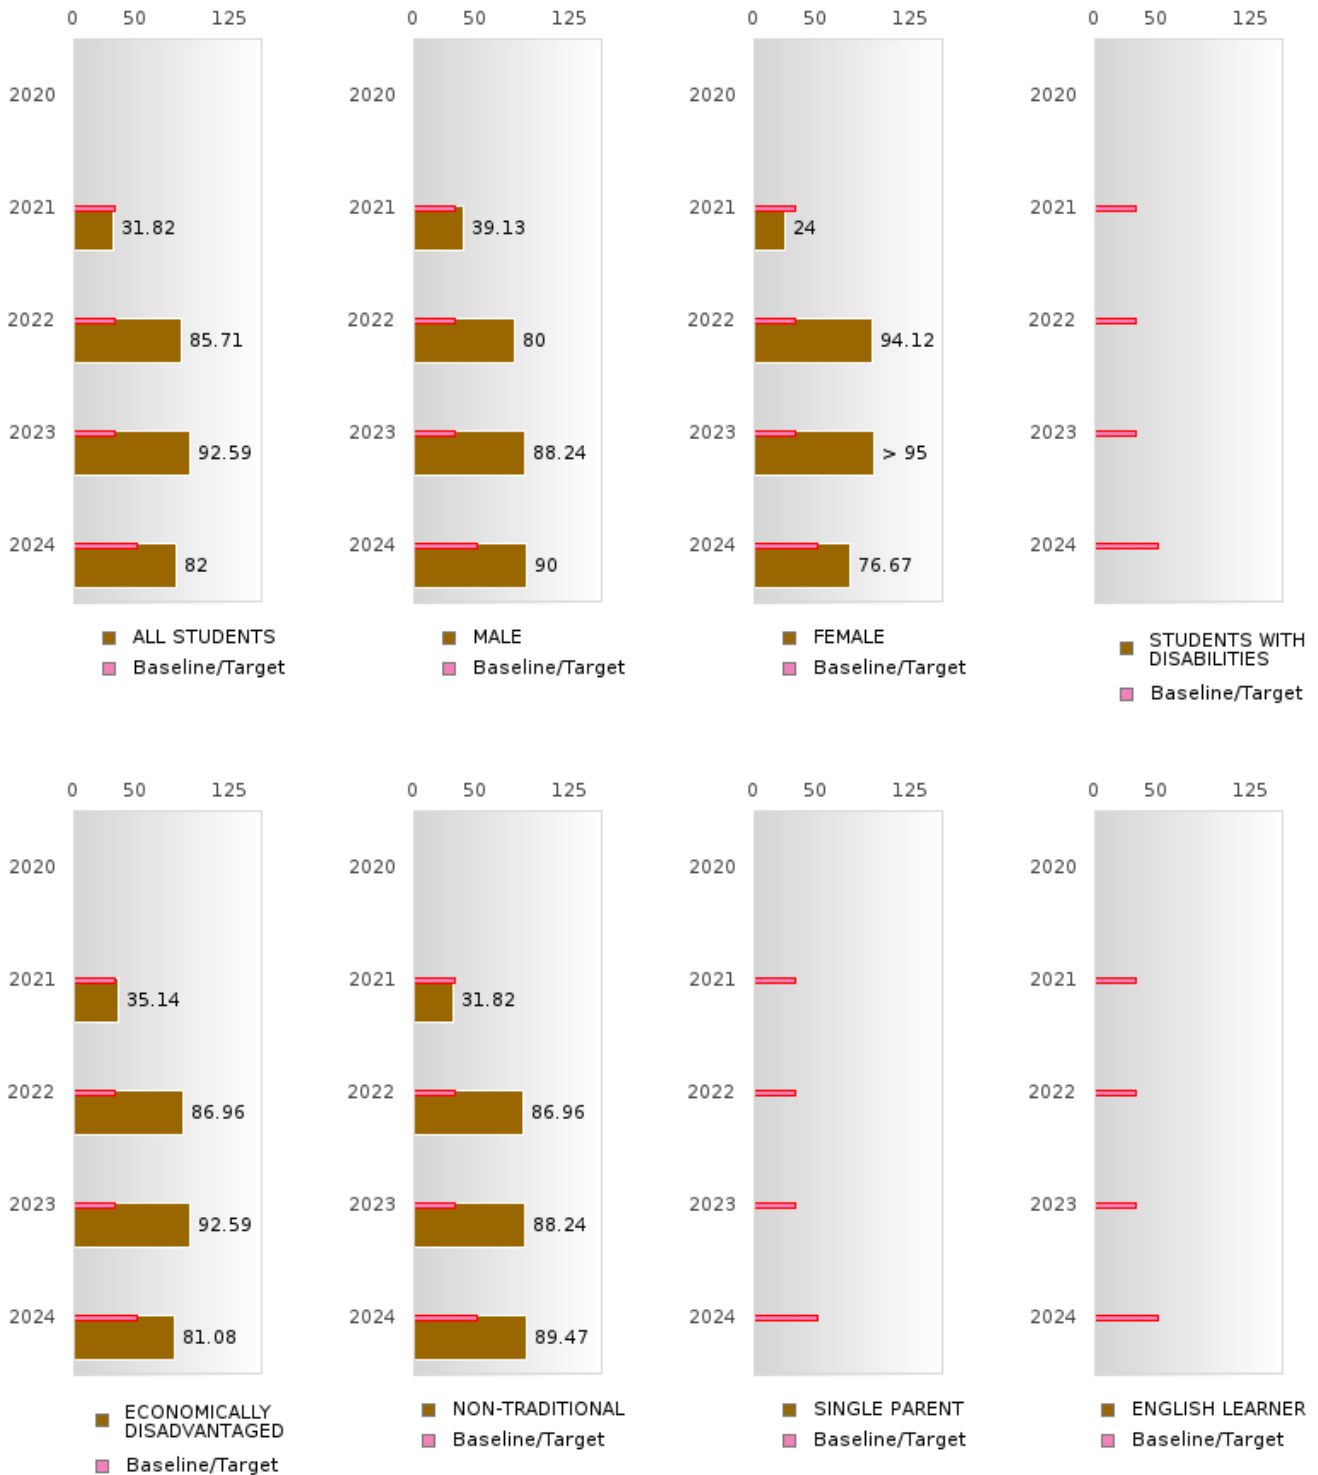 0 50 125 0 50 125 0 50 125 0 50 125
2020 2020 2020 2020
2021 31.82 2021 39.13 2021 24 2021
2022 85.71 2022 80 2022 94.12 2022
2023 92.59 2023 88.24 2023 > 95 2023
2024 82 2024 90 2024 76.67 2024
ALL STUDENTS
Baseline/Target
MALE
Baseline/Target
FEMALE
Baseline/Target
STUDENTS WITH
DISABILITIES
Baseline/Target
0 50 125 0 50 125 0 50 125 0 50 125
2020 2020 2020 2020
2021 35.14 2021 31.82 2021 2021
2022 86.96 2022 86.96 2022 2022
2023 92.59 2023 88.24 2023 2023
2024 81.08 2024 89.47 2024 2024
ECONOMICALLY
DISADVANTAGED
Baseline/Target
NON-TRADITIONAL
Baseline/Target
SINGLE PARENT
Baseline/Target
ENGLISH LEARNER
Baseline/Target